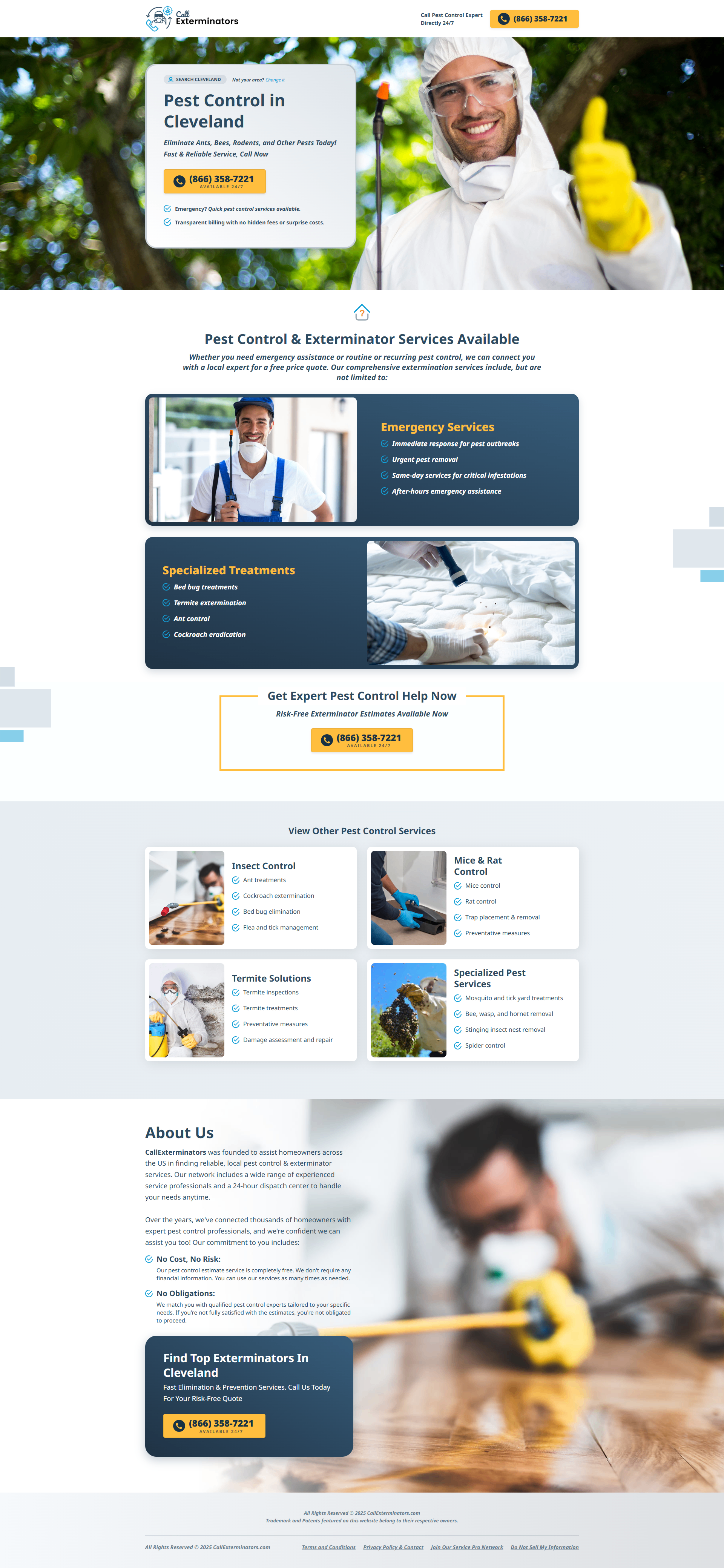 Call
Exterminators
Call Pest Control Expert
Directly 24/7
(866) 358-7221
SEARCH CLEVELAND
Not your area? Change it
Pest Control in
Cleveland
Eliminate Ants, Bees, Rodents, and Other Pests Today!
Fast & Reliable Service, Call Now
(866) 358-7221
AVAILABLE 24/7
Emergency? Quick pest control services available.
Transparent billing with no hidden fees or surprise costs.
?
Pest Control & Exterminator Services Available
Whether you need emergency assistance or routine or recurring pest control, we can connect you
with a local expert for a free price quote. Our comprehensive extermination services include, but are
not limited to:
Emergency Services
Immediate response for pest outbreaks
Urgent pest removal
Same-day services for critical infestations
After-hours emergency assistance
Specialized Treatments
Bed bug treatments
Termite extermination
Ant control
Cockroach eradication
Get Expert Pest Control Help Now
Risk-Free Exterminator Estimates Available Now
(866) 358-7221
AVAILABLE 24/7
View Other Pest Control Services
Insect Control
Ant treatments
Cockroach extermination
Bed bug elimination
Flea and tick management
Mice & Rat
Control
Mice control
Rat control
Trap placement & removal
Preventative measures
Termite Solutions
Termite inspections
Termite treatments
Preventative measures
Damage assessment and repair
Specialized Pest
Services
Mosquito and tick yard treatments
Bee, wasp, and hornet removal
Stinging insect nest removal
Spider control
About Us
CallExterminators was founded to assist homeowners across
the US in finding reliable, local pest control & exterminator
services. Our network includes a wide range of experienced
service professionals and a 24-hour dispatch center to handle
your needs anytime.
Over the years, we've connected thousands of homeowners with
expert pest control professionals, and we're confident we can
assist you too! Our commitment to you includes:
No Cost, No Risk:
Our pest control estimate service is completely free. We don't require any
financial information. You can use our services as many times as needed.
No Obligations:
We match you with qualified pest control experts tailored to your specific
needs. If you're not fully satisfied with the estimates, you're not obligated
to proceed.
Find Top Exterminators In
Cleveland
Fast Elimination & Prevention Services. Call Us Today
For Your Risk-Free Quote
(866) 358-7221
AVAILABLE 24/7
All Rights Reserved © 2025 CallExterminators.com
Trademark and Patents featured on this website belong to their respective owners.
All Rights Reserved © 2025 CallExterminators.com
Terms and Conditions
Privacy Policy & Contact
Join Our Service Pro Network
Do Not Sell My Information